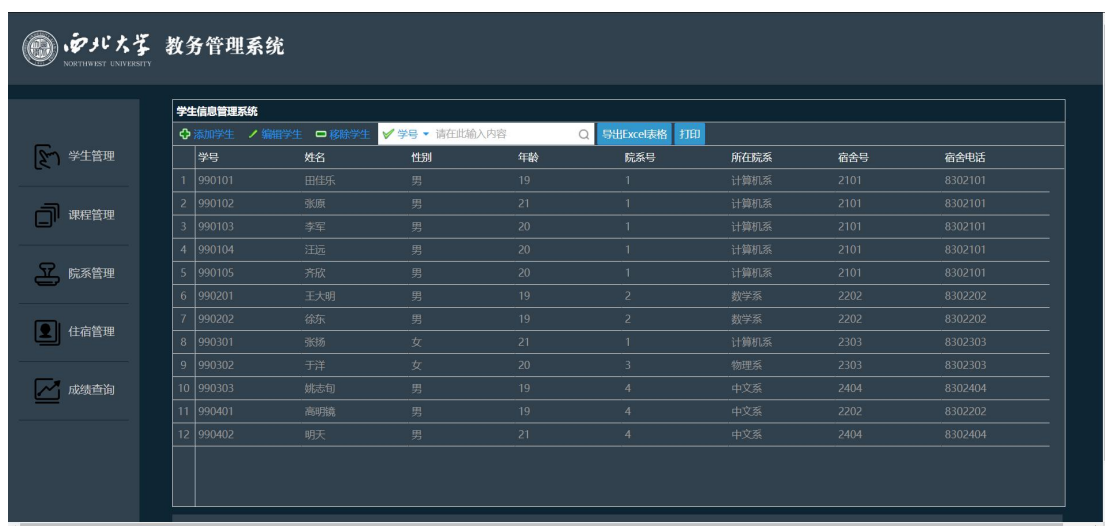 西北大学 教务管理系统
NORTHWEST UNIVERSITY
学生信息管理系统
添加学生 编辑学生 移除学生 学号 请在此输入内容 导出Excel表格 打印
学号 姓名 性别 年龄 院系号 所在院系 宿舍号 宿舍电话
1 990101 田佳乐 男 19 1 计算机系 2101 8302101
2 990102 张原 男 21 1 计算机系 2101 8302101
3 990103 李军 男 20 1 计算机系 2101 8302101
4 990104 汪远 男 20 1 计算机系 2101 8302101
5 990105 齐欣 男 20 1 计算机系 2101 8302101
6 990201 王大明 男 19 2 数学系 2202 8302202
7 990202 徐东 男 19 2 数学系 2202 8302202
8 990301 张扬 女 21 1 计算机系 2303 8302303
9 990302 于洋 女 20 3 物理系 2303 8302303
10 990303 姚志旬 男 19 4 中文系 2404 8302404
11 990401 高明镜 男 19 4 中文系 2202 8302202
12 990402 明天 男 21 4 中文系 2404 8302404
学生管理
课程管理
院系管理
住宿管理
成绩查询